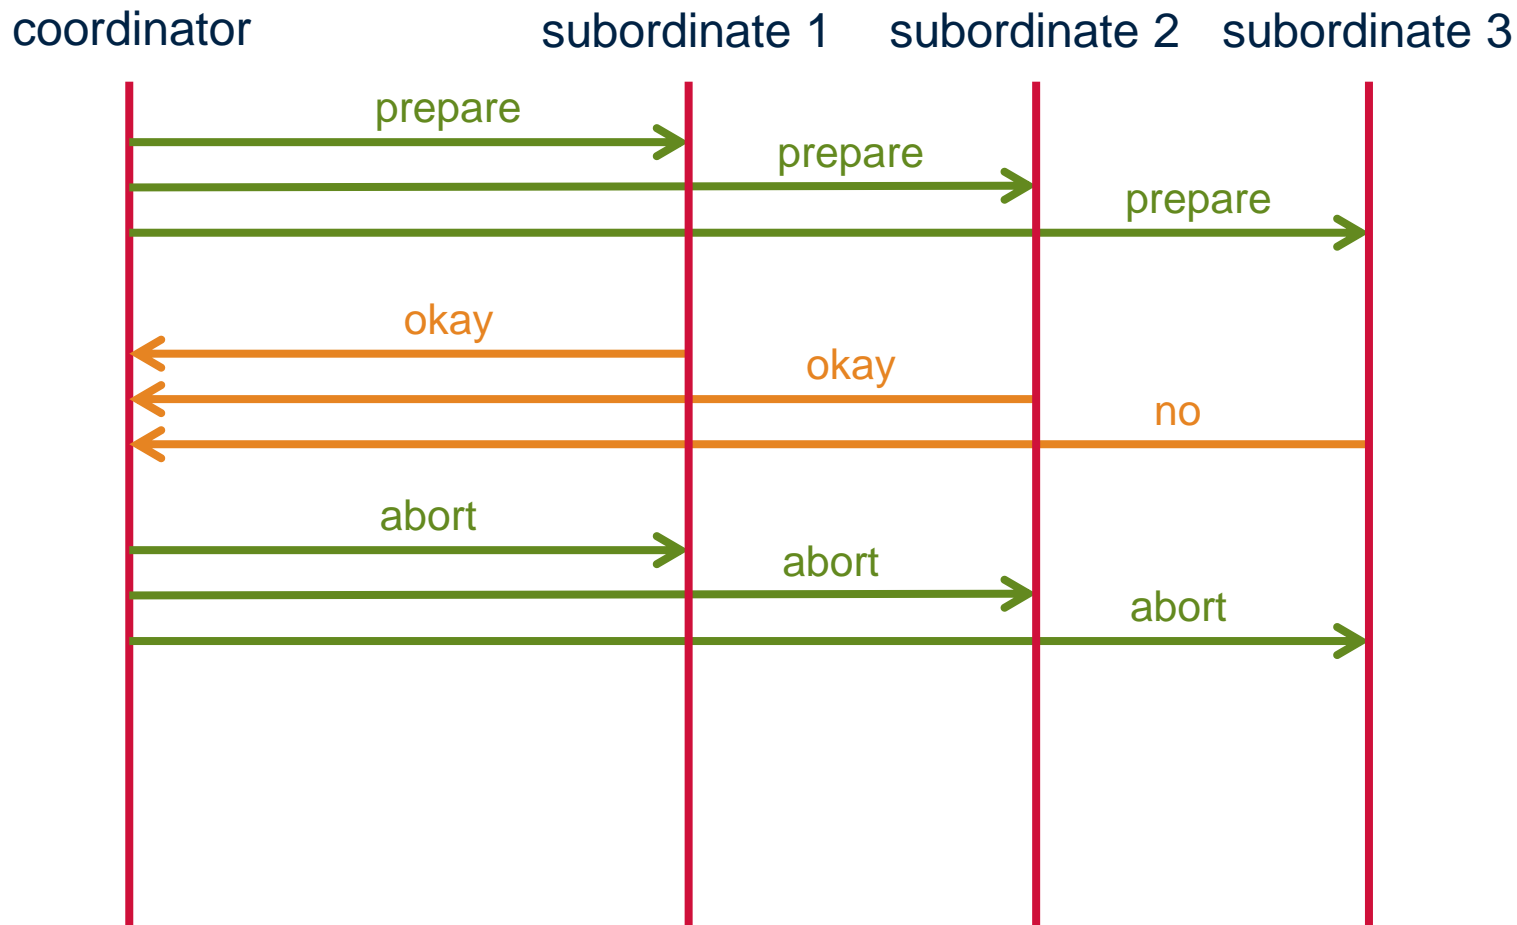 coordinator subordinate 1 subordinate 2 subordinate 3
prepare
prepare
prepare
okay
okay
no
abort
abort
abort